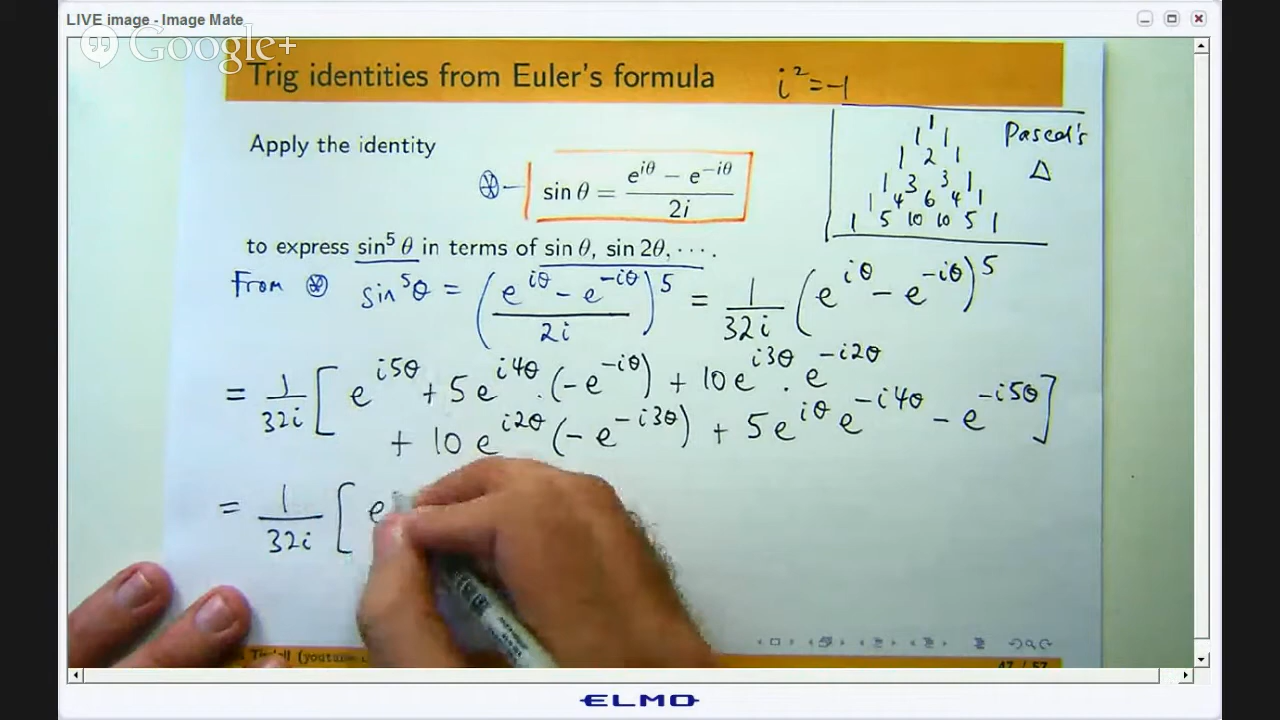 LIVE image - Image Mate
Google+
Trig identities from Euler's formula
i² = -1
Apply the identity
⊛ — sin θ = (e^{iθ} − e^{−iθ}) / 2i
1
1 1
1 2 1
1 3 3 1
1 4 6 4 1
1 5 10 10 5 1
Pascal's
Δ
to express sin⁵ θ in terms of sin θ, sin 2θ, ⋯.
From ⊛ sin⁵θ = ((e^{iθ} − e^{−iθ}) / 2i)⁵ = 1/32i (e^{iθ} − e^{−iθ})⁵
= 1/32i [ e^{i5θ} + 5e^{i4θ}.(−e^{−iθ}) + 10e^{i3θ}.e^{−i2θ}
+ 10e^{i2θ}(−e^{−i3θ}) + 5e^{iθ}e^{−i4θ} − e^{−i5θ} ]
= 1/32i [ e
(youtube
47 / 57
ELMO